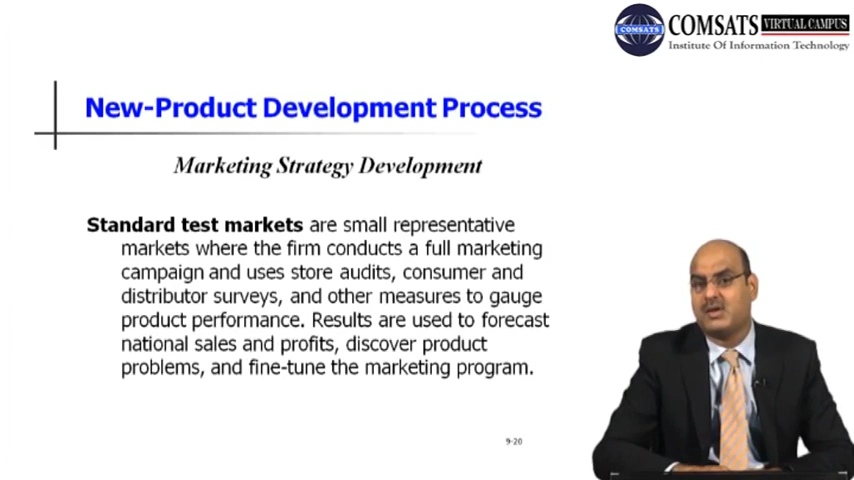 COMSATS VIRTUAL CAMPUS
COMSATS
Institute Of Information Technology
New-Product Development Process
Marketing Strategy Development
Standard test markets are small representative
markets where the firm conducts a full marketing
campaign and uses store audits, consumer and
distributor surveys, and other measures to gauge
product performance. Results are used to forecast
national sales and profits, discover product
problems, and fine-tune the marketing program.
9-20